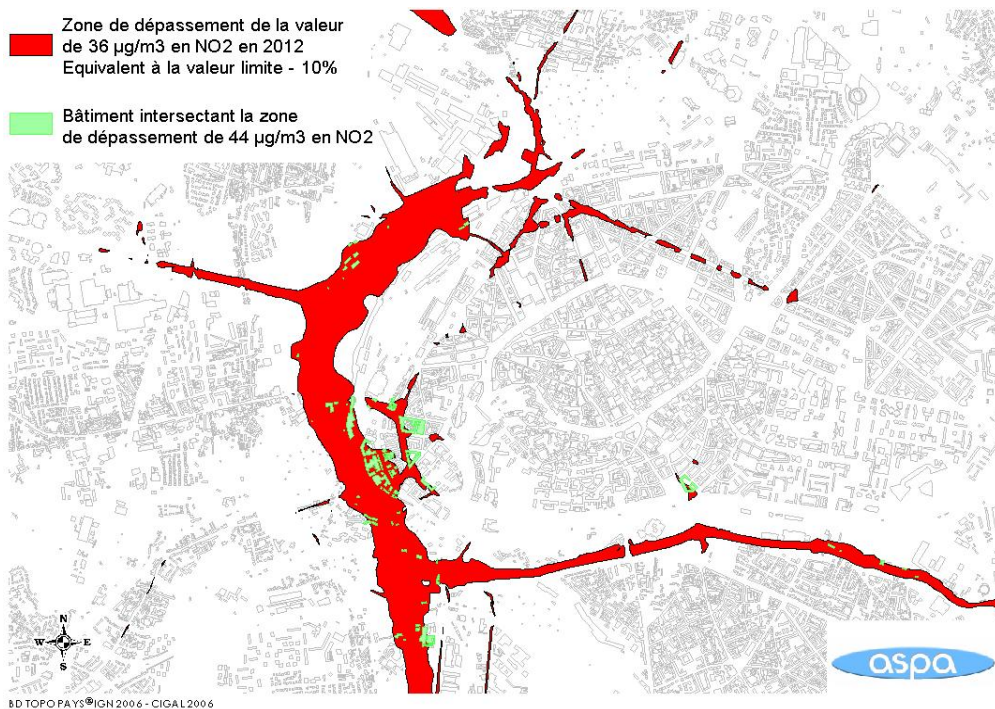 Zone de dépassement de la valeur
de 36 µg/m3 en NO2 en 2012
Equivalent à la valeur limite - 10%
Bâtiment intersectant la zone
de dépassement de 44 µg/m3 en NO2
N
W E
S
aspa
BD TOPO PAYS®IGN 2006 - CIGAL 2006